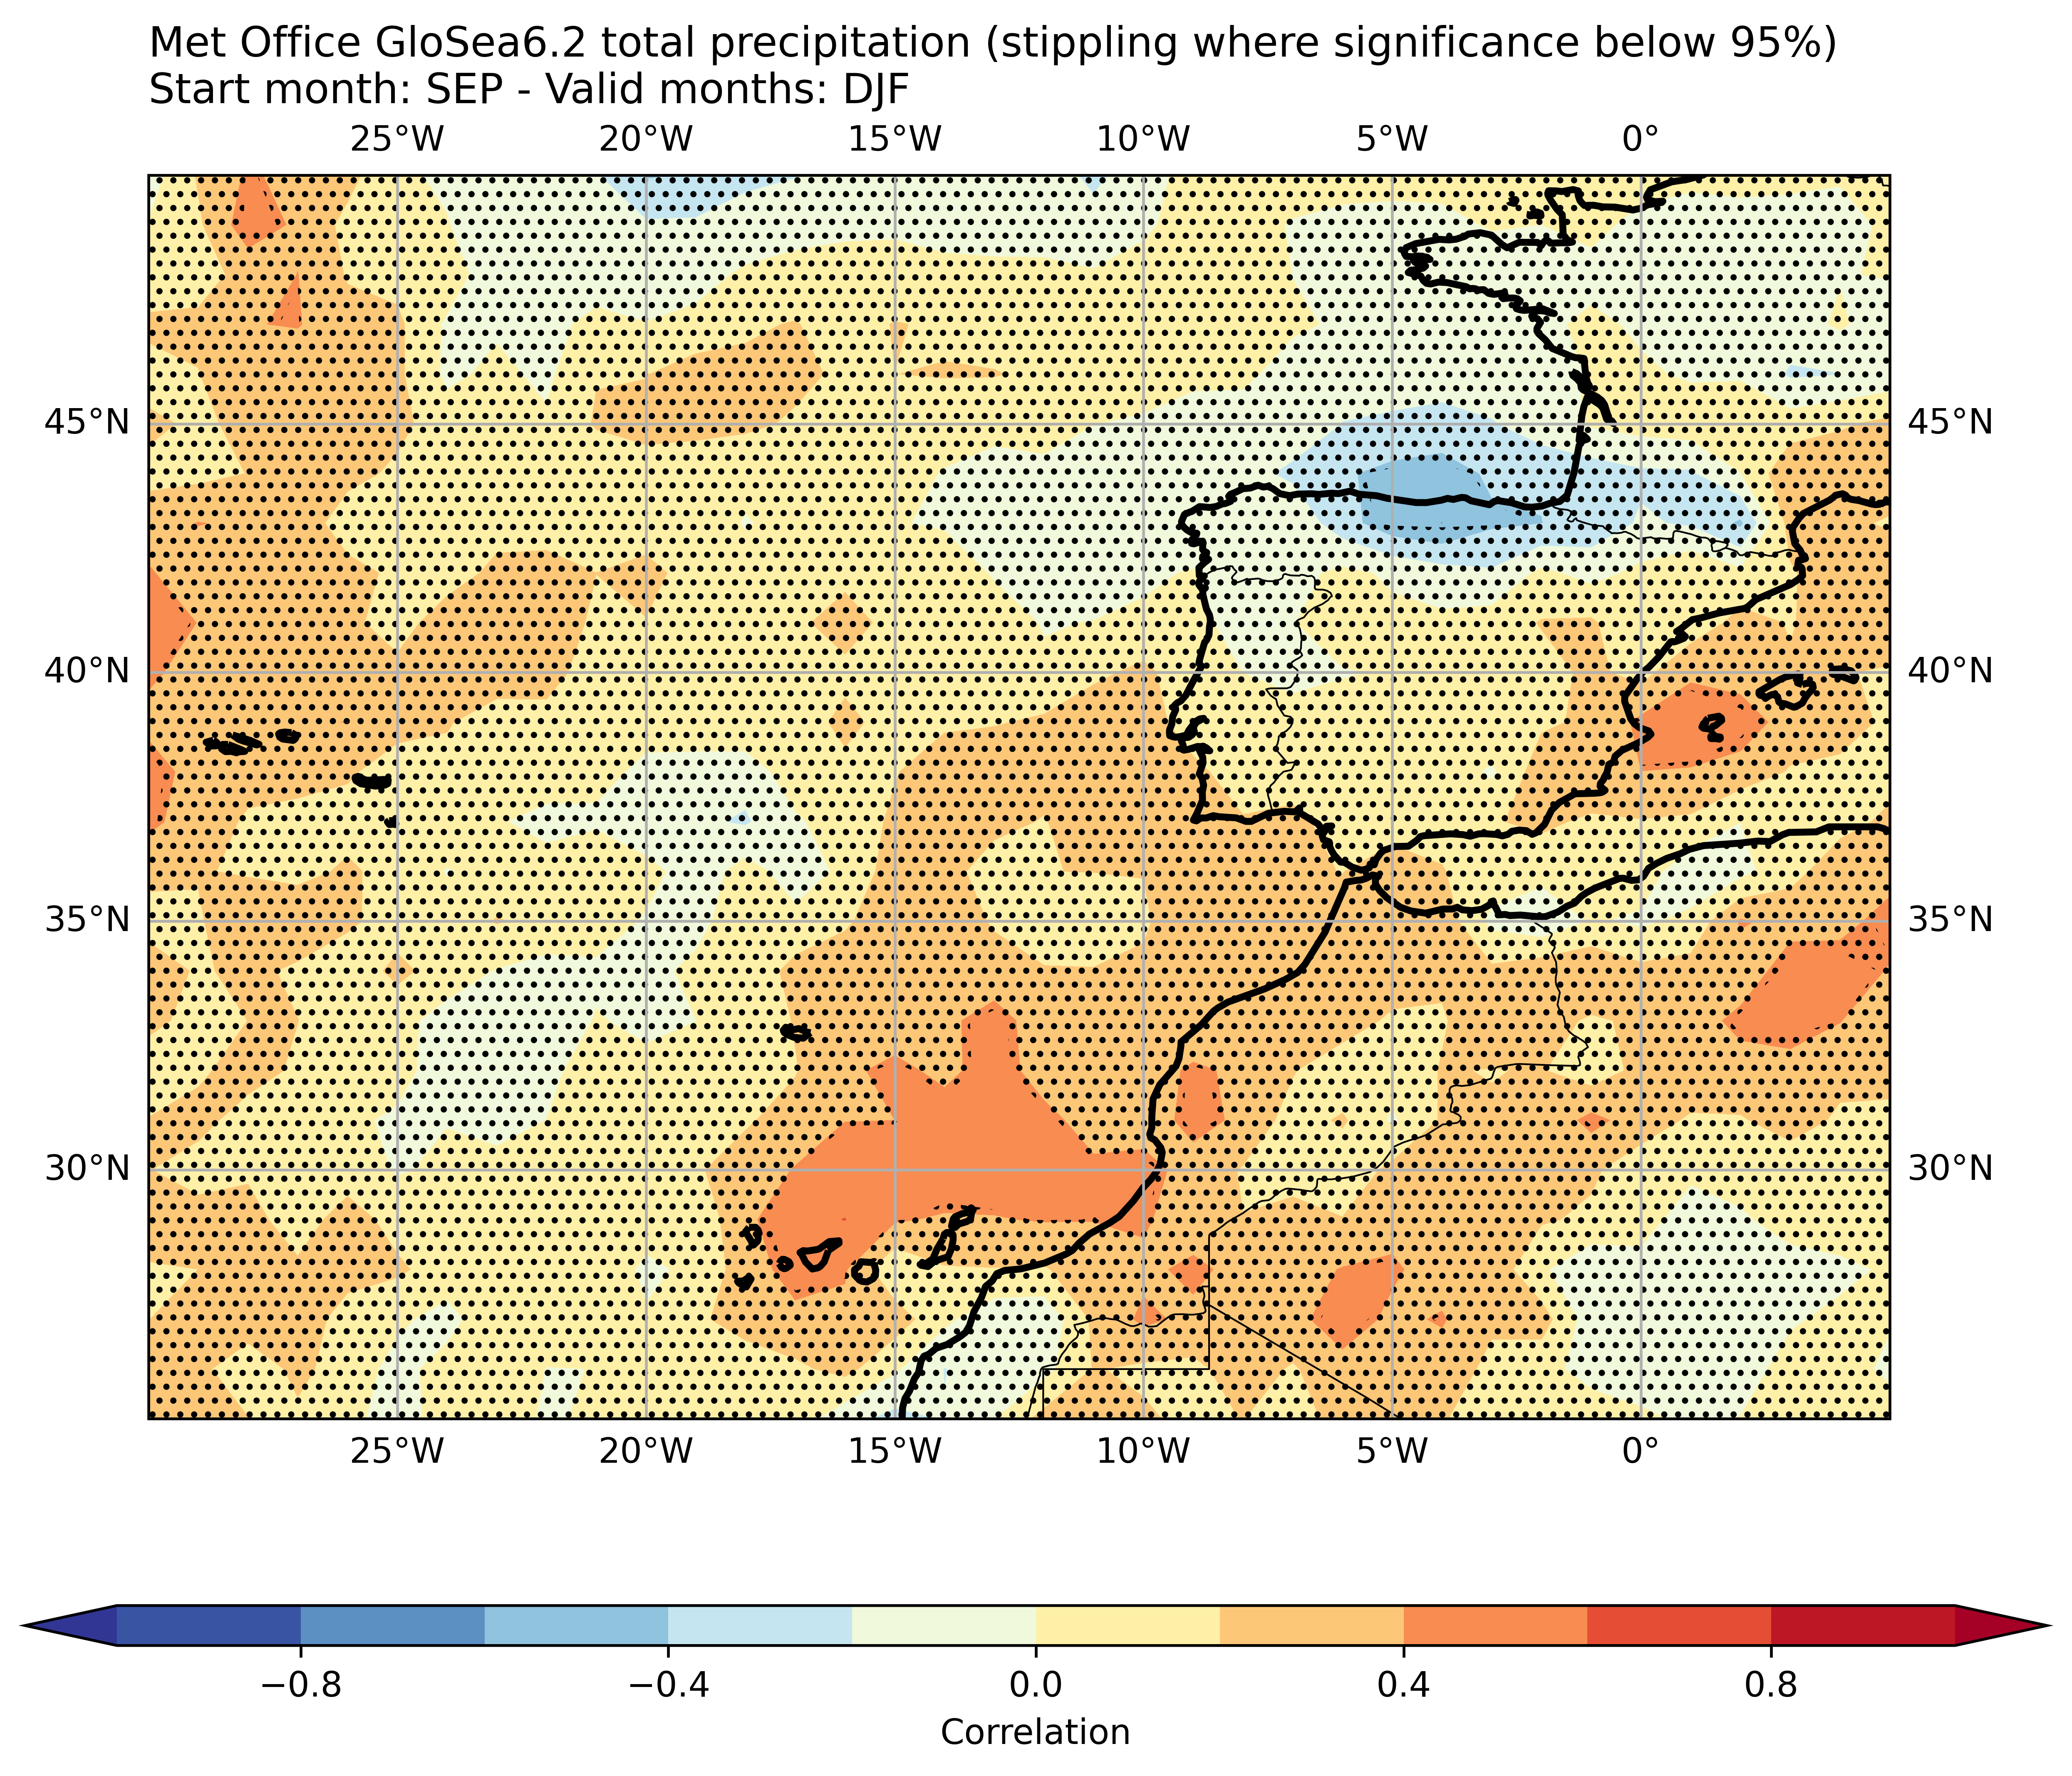 Met Office GloSea6.2 total precipitation (stippling where significance below 95%)
Start month: SEP - Valid months: DJF
25°W 20°W 15°W 10°W 5°W 0°
45°N 45°N
40°N 40°N
35°N 35°N
30°N 30°N
25°W 20°W 15°W 10°W 5°W 0°
−0.8 −0.4 0.0 0.4 0.8
Correlation